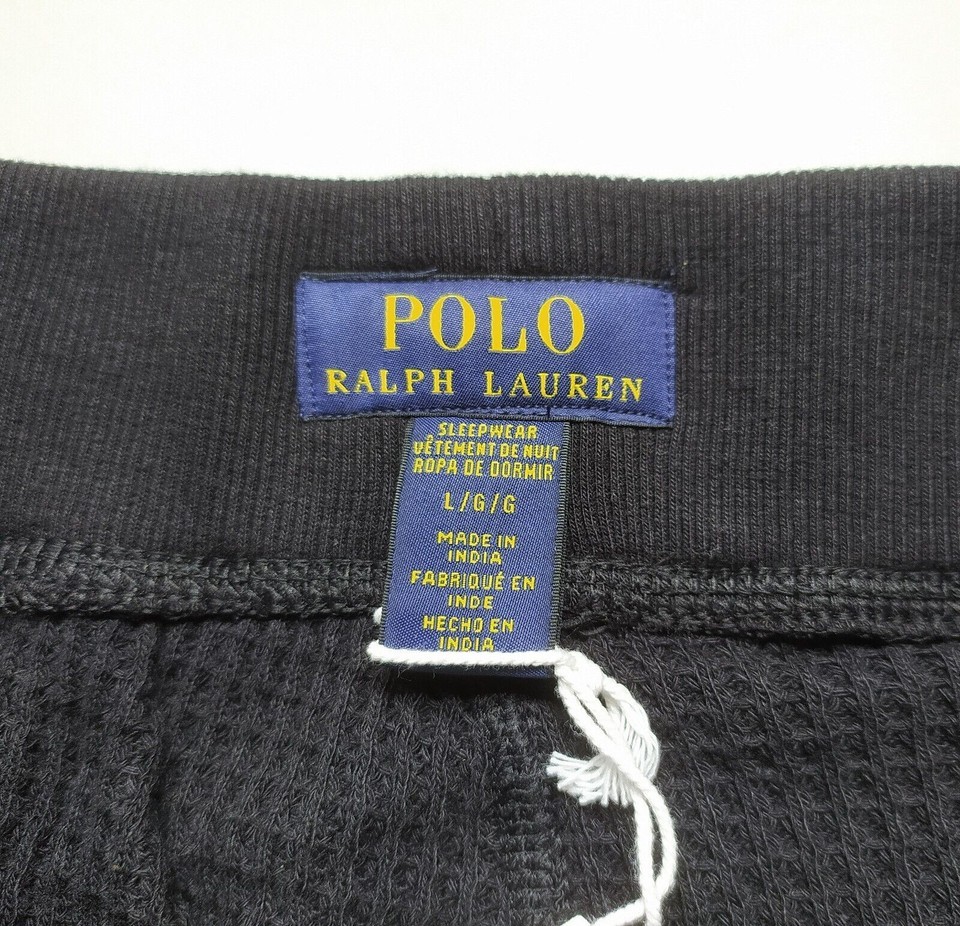 POLO
RALPH LAUREN
SLEEPWEAR
VÊTEMENT DE NUIT
ROPA DE DORMIR
L/G/G
MADE IN
INDIA
FABRIQUÉ EN
INDE
HECHO EN
INDIA